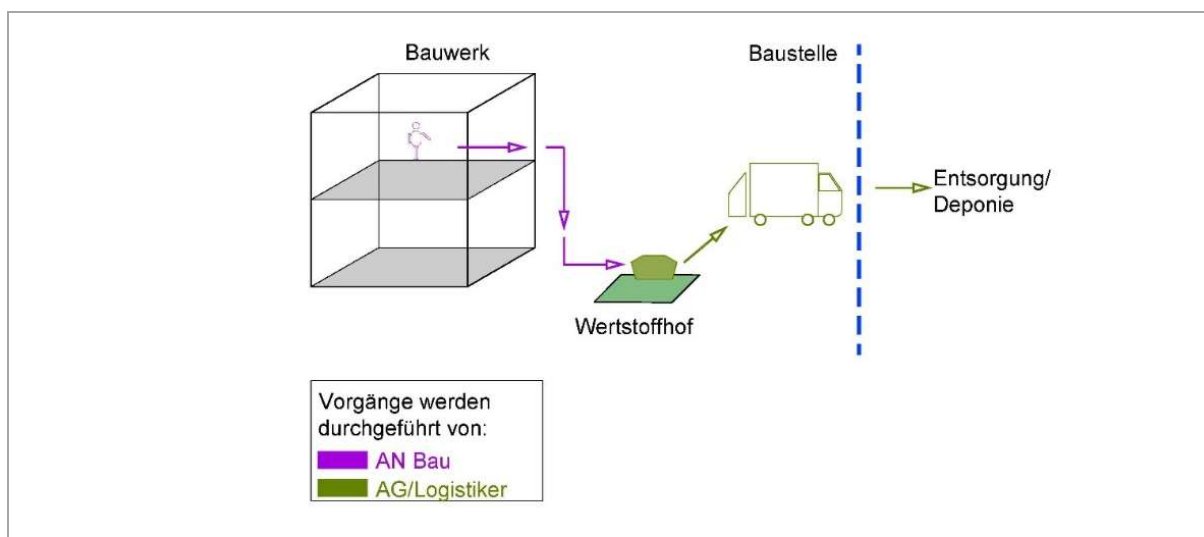 Bauwerk
Baustelle
Entsorgung/
Deponie
Wertstoffhof
Vorgänge werden
durchgeführt von:
AN Bau
AG/Logistiker